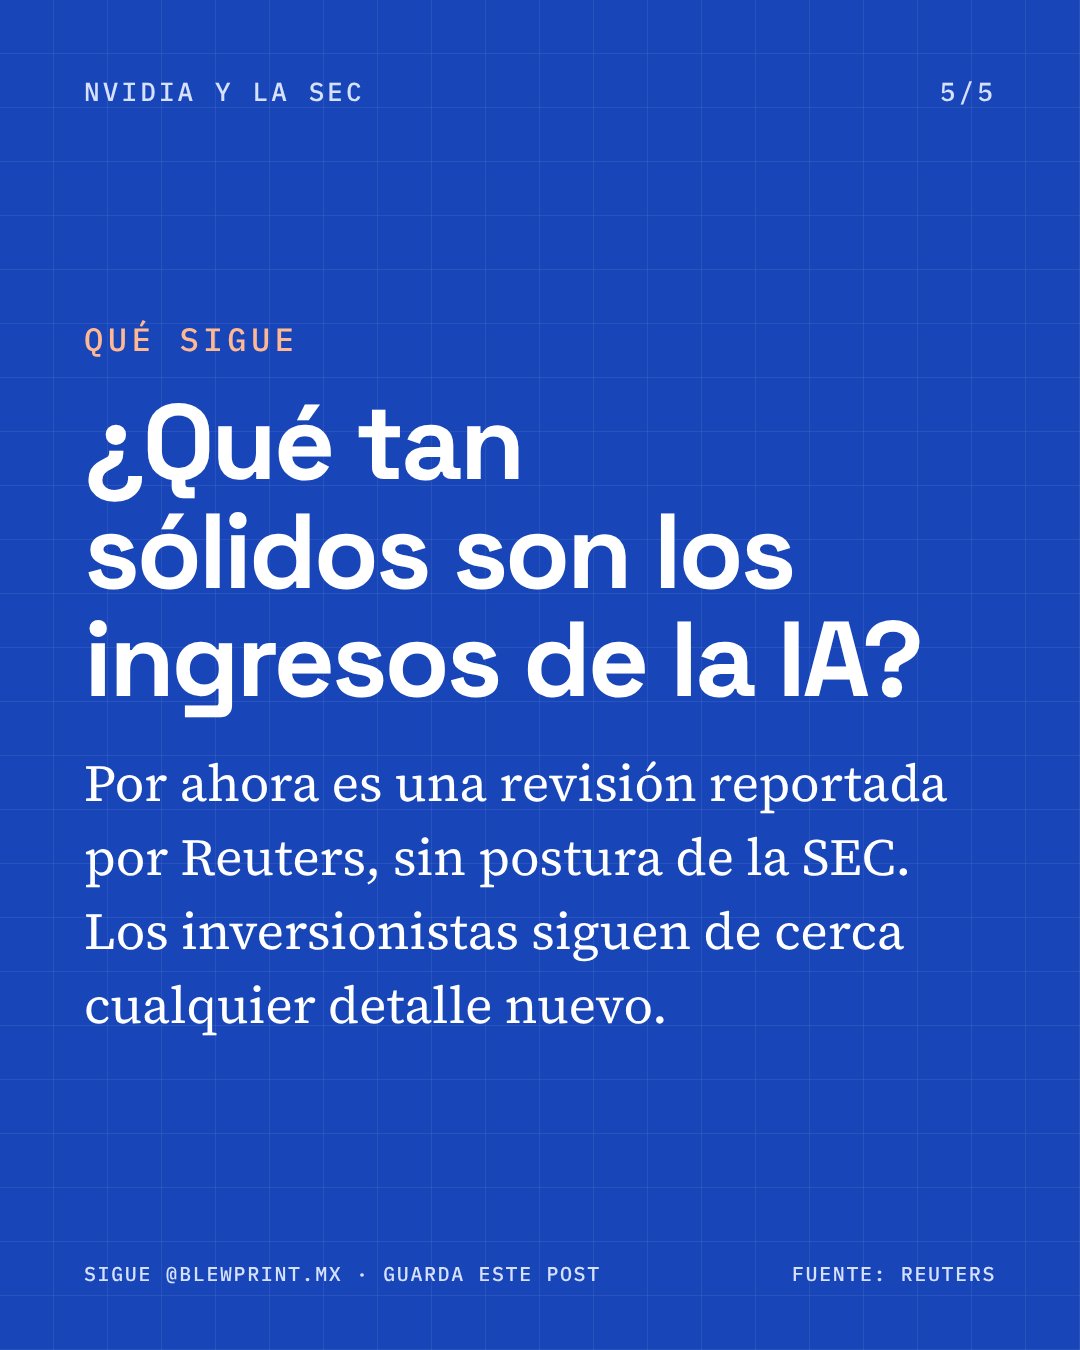 NVIDIA Y LA SEC
5/5
QUÉ SIGUE
¿Qué tan
sólidos son los
ingresos de la IA?
Por ahora es una revisión reportada
por Reuters, sin postura de la SEC.
Los inversionistas siguen de cerca
cualquier detalle nuevo.
SIGUE @BLEWPRINT.MX · GUARDA ESTE POST
FUENTE: REUTERS